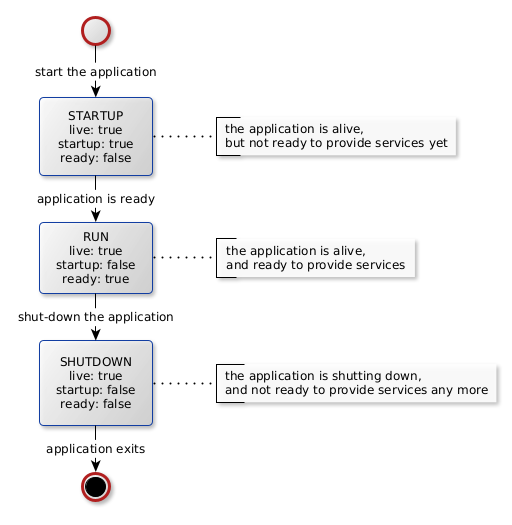 start the application
STARTUP
live: true
startup: true
ready: false
the application is alive,
but not ready to provide services yet
application is ready
RUN
live: true
startup: false
ready: true
the application is alive,
and ready to provide services
shut-down the application
SHUTDOWN
live: true
startup: false
ready: false
the application is shutting down,
and not ready to provide services any more
application exits